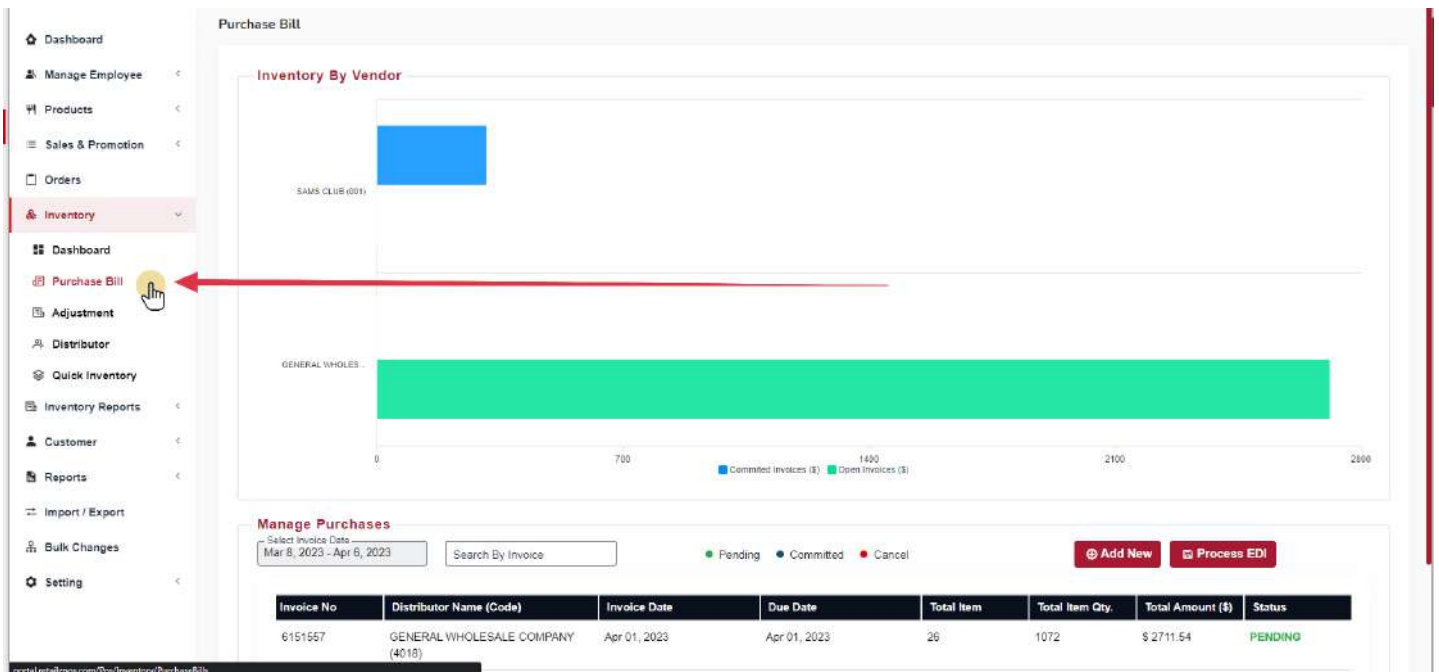 Purchase Bill
Dashboard
Manage Employee
Products
Sales & Promotion
Orders
Inventory
Dashboard
Purchase Bill
Adjustment
Distributor
Quick Inventory
Inventory Reports
Customer
Reports
Import / Export
Bulk Changes
Setting
Inventory By Vendor
SAMS CLUB (001)
GENERAL WHOLES...
0 700 1400 2100 2800
Commited Invoices ($) Open Invoices ($)
Manage Purchases
Select Invoice Date
Mar 8, 2023 - Apr 6, 2023 Search By Invoice Pending Committed Cancel Add New Process EDI
Invoice No Distributor Name (Code) Invoice Date Due Date Total Item Total Item Qty. Total Amount ($) Status
6151557 GENERAL WHOLESALE COMPANY Apr 01, 2023 Apr 01, 2023 26 1072 $ 2711.54 PENDING
(4018)